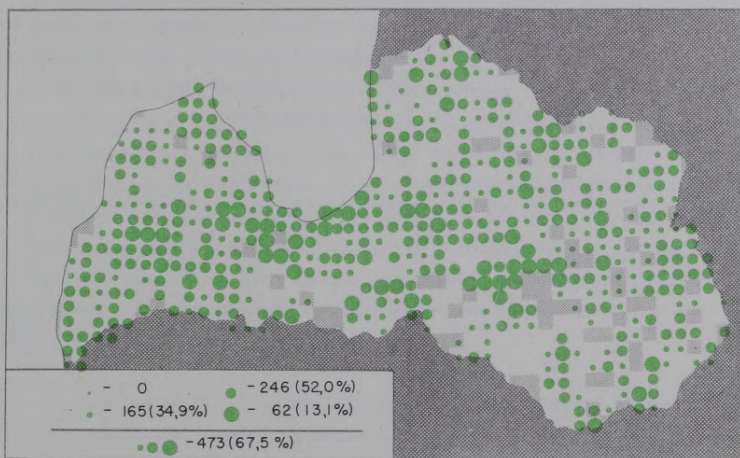 - 0
- 246 (52,0%)
- 165 (34,9%)
- 62 (13,1%)
- 473 (67,5 %)